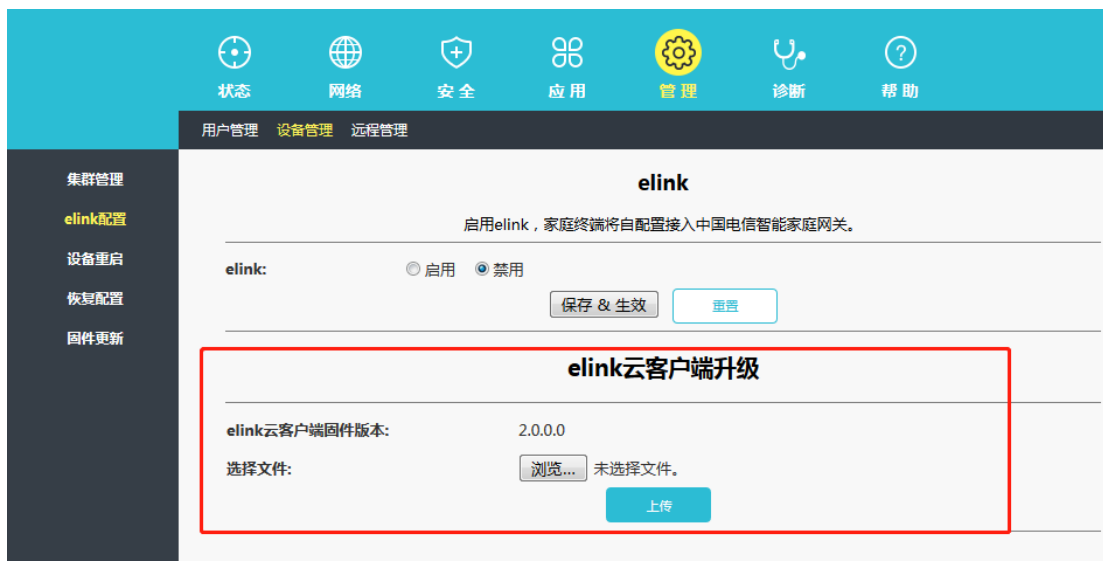 状态 网络 安全 应用 管理 诊断 帮助
用户管理 设备管理 远程管理
集群管理
elink配置
设备重启
恢复配置
固件更新
elink
启用elink，家庭终端将自配置接入中国电信智能家庭网关。
elink: 启用 禁用
保存 & 生效 重置
elink云客户端升级
elink云客户端固件版本: 2.0.0.0
选择文件: 浏览... 未选择文件。
上传